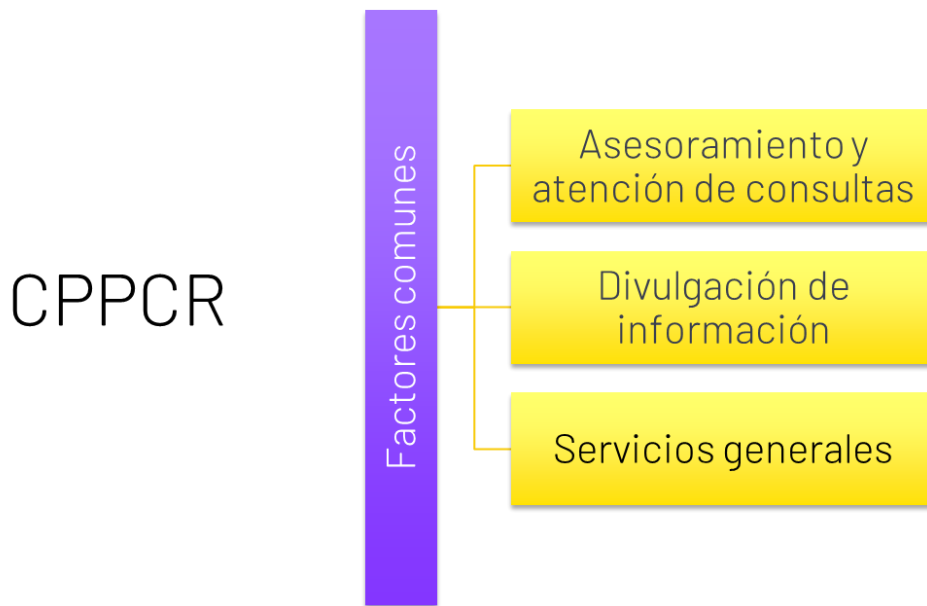 CPPCR
Factores comunes
Asesoramiento y
atención de consultas
Divulgación de
información
Servicios generales